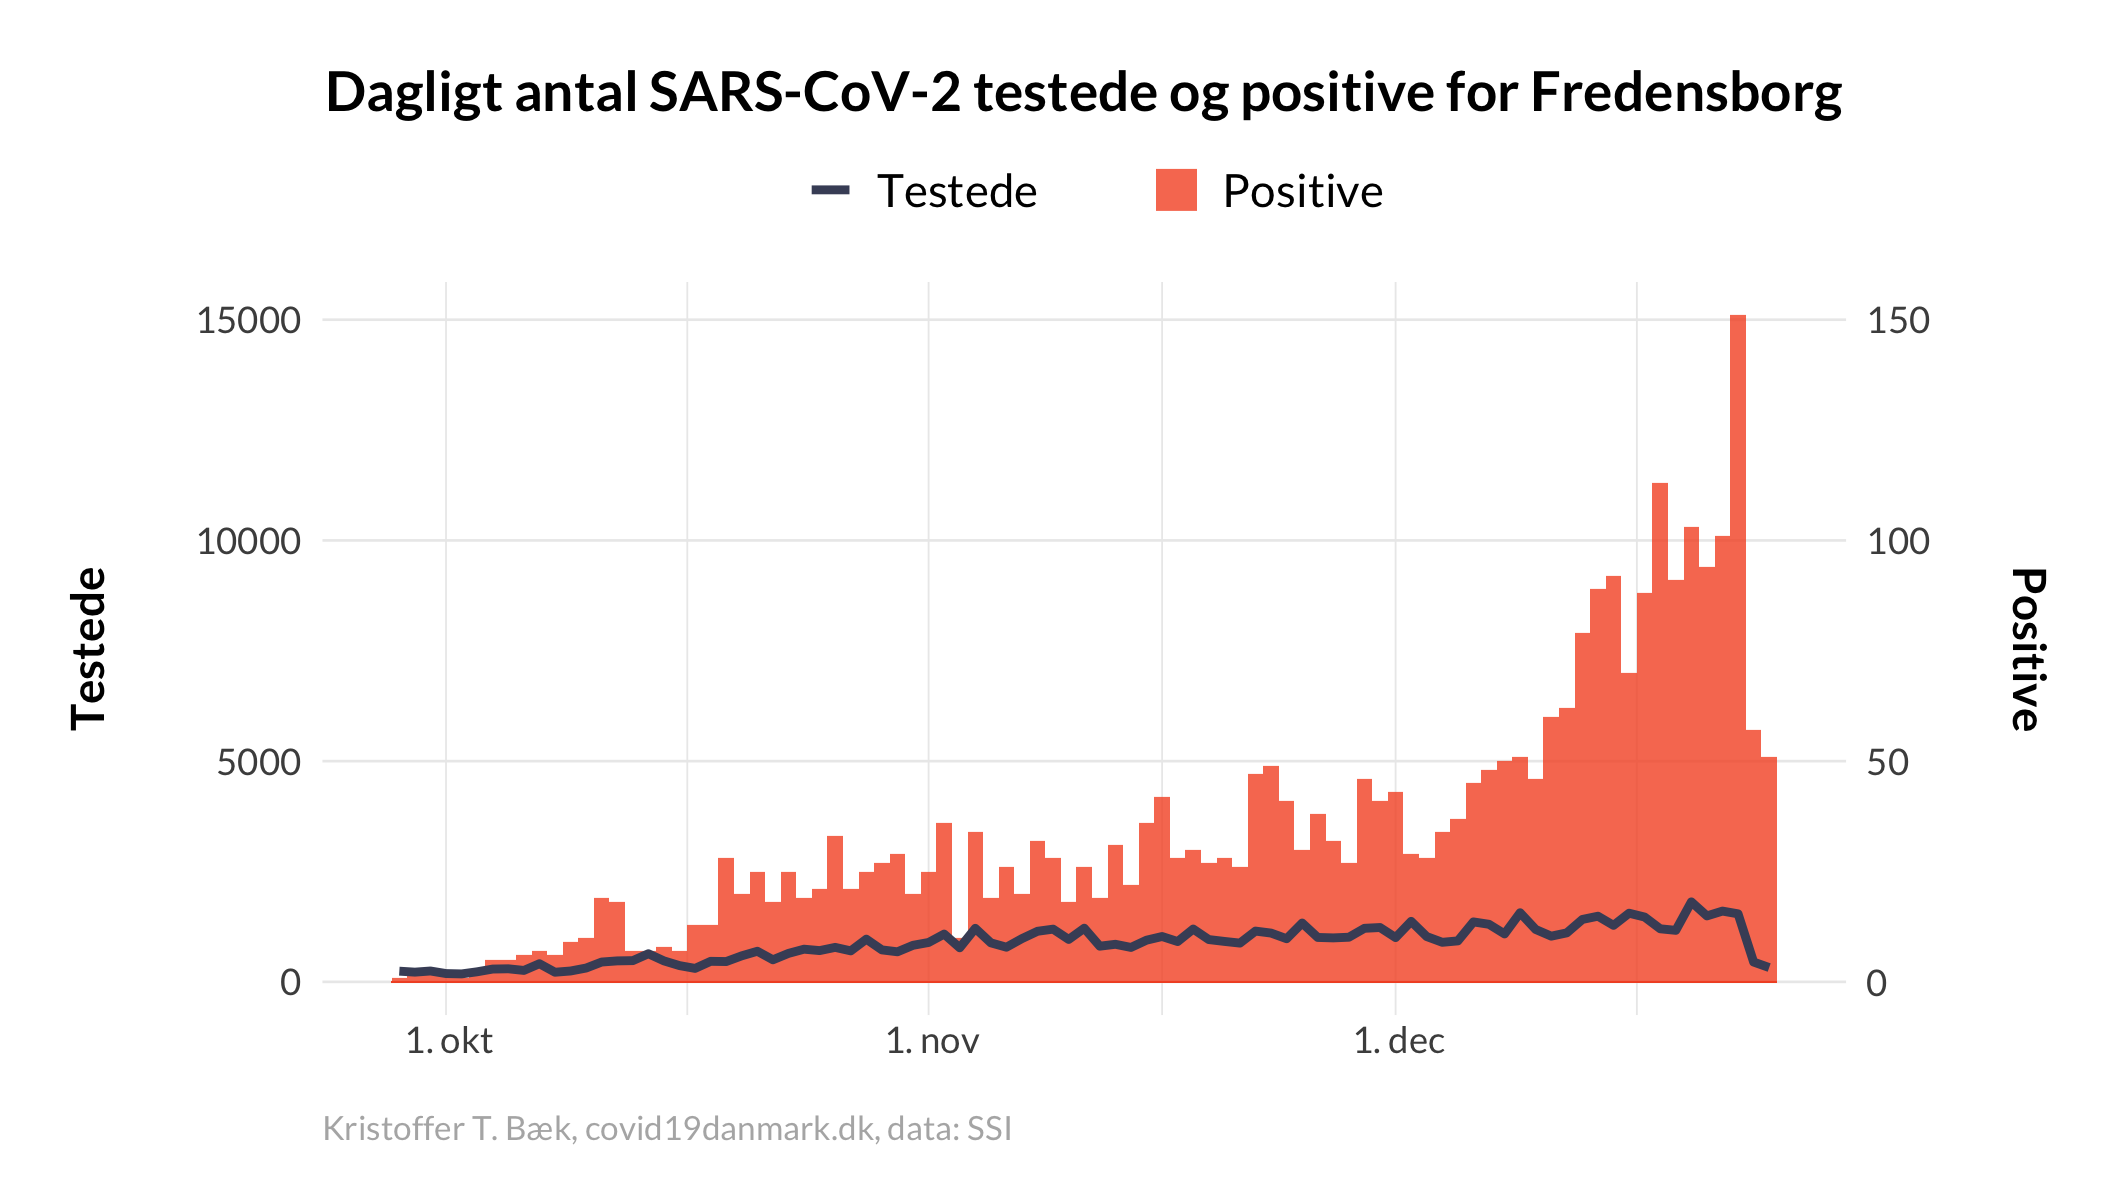 Dagligt antal SARS-CoV-2 testede og positive for Fredensborg
Testede
Positive
15000
10000
5000
0
Testede
150
100
50
0
Positive
1. okt
1. nov
1. dec
Kristoffer T. Bæk, covid19danmark.dk, data: SSI